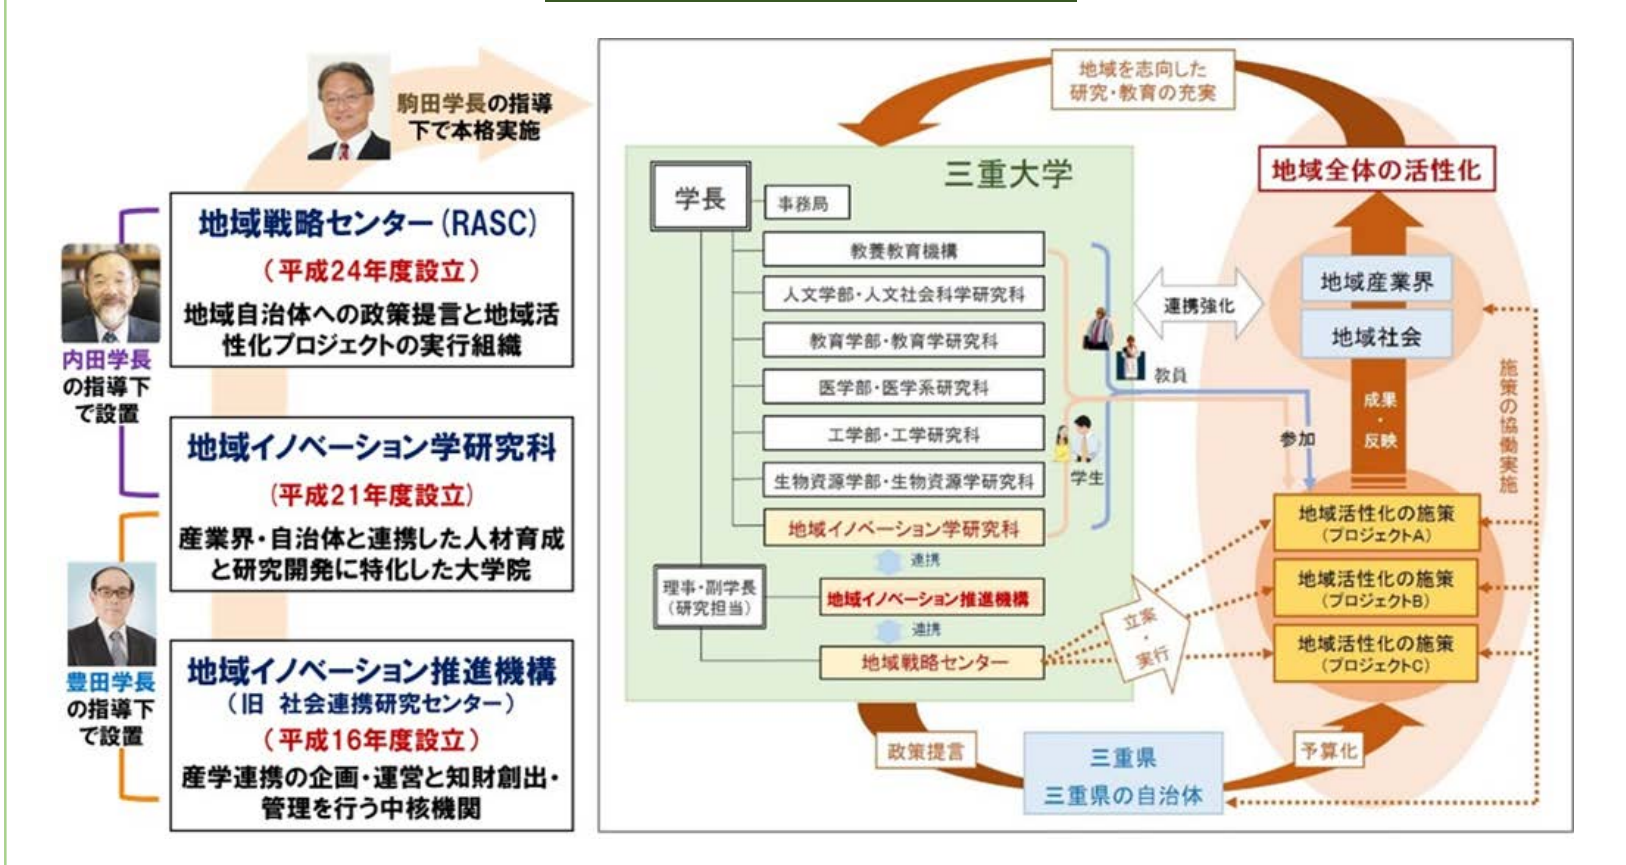 駒田学長の指導
下で本格実施
地域戦略センター(RASC)
(平成24年度設立)
地域自治体への政策提言と地域活
性化プロジェクトの実行組織
内田学長
の指導下
で設置
地域イノベーション学研究科
(平成21年度設立)
産業界・自治体と連携した人材育成
と研究開発に特化した大学院
豊田学長
の指導下
で設置
地域イノベーション推進機構
(旧 社会連携研究センター)
(平成16年度設立)
産学連携の企画・運営と知財創出・
管理を行う中核機関
地域を志向した
研究・教育の充実
三重大学
学長
事務局
教養教育機構
人文学部・人文社会科学研究科
教育学部・教育学研究科
医学部・医学系研究科
工学部・工学研究科
生物資源学部・生物資源学研究科
地域イノベーション学研究科
連携
理事・副学長
(研究担当)
地域イノベーション推進機構
連携
地域戦略センター
教員
学生
連携強化
参加
立案
・
実行
地域全体の活性化
地域産業界
地域社会
成果
・
反映
施策の協働実施
地域活性化の施策
(プロジェクトA)
地域活性化の施策
(プロジェクトB)
地域活性化の施策
(プロジェクトC)
政策提言
三重県
三重県の自治体
予算化